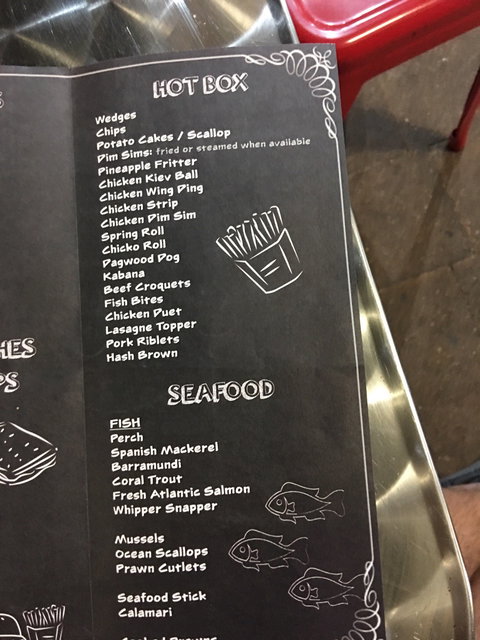 HOT BOX
Wedges
Chips
Potato Cakes / Scallop
Dim Sims: fried or steamed when available
Pineapple Fritter
Chicken Kiev Ball
Chicken Wing Ding
Chicken Strip
Chicken Dim Sim
Spring Roll
Chicko Roll
Dagwood Dog
Kabana
Beef Croquets
Fish Bites
Chicken Duet
Lasagne Topper
Pork Riblets
Hash Brown
HES
PS
SEAFOOD
FISH
Perch
Spanish Mackerel
Barramundi
Coral Trout
Fresh Atlantic Salmon
Whipper Snapper
Mussels
Ocean Scallops
Prawn Cutlets
Seafood Stick
Calamari